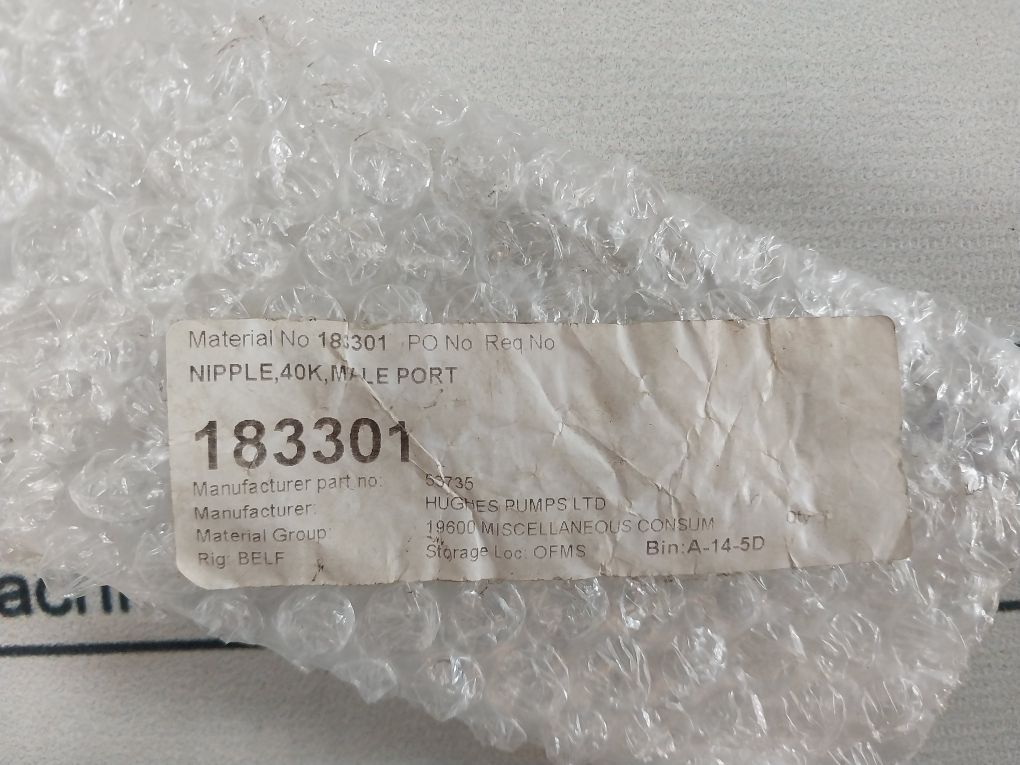 Material No 183301 PO No Req No
NIPPLE,40K,MALE PORT
183301
Manufacturer part no: 53735
Manufacturer: HUGHES PUMPS LTD
Material Group: 19600 MISCELLANEOUS CONSUM Qty
Rig: BELF Storage Loc: OFMS Bin:A-14-5D